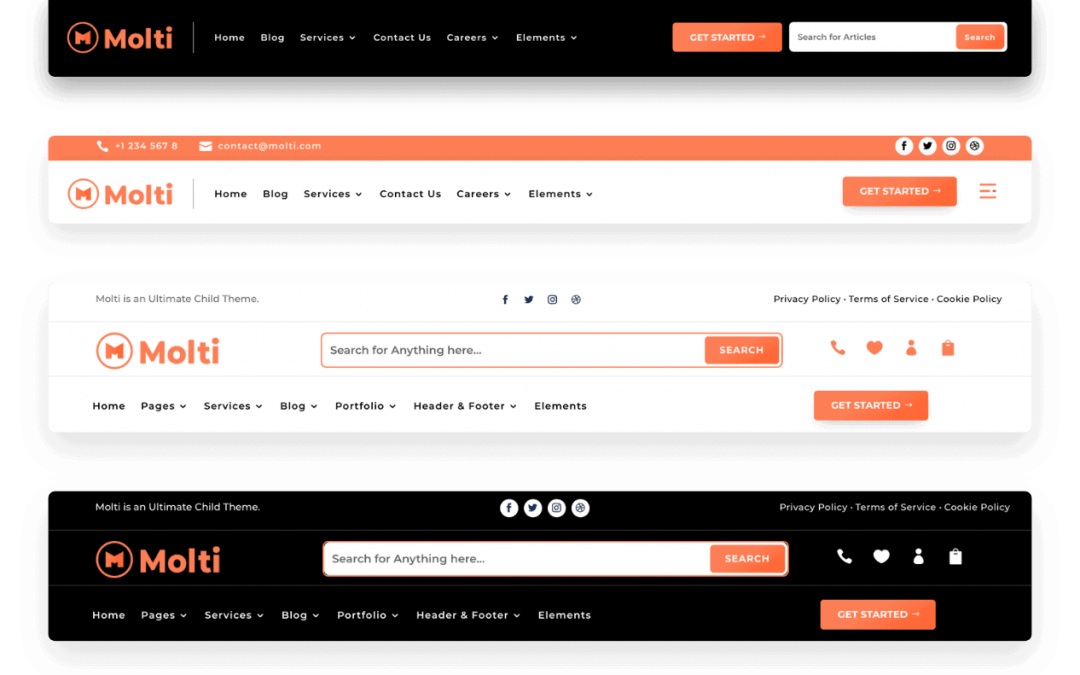 Molti Home Blog Services Contact Us Careers Elements GET STARTED → Search for Articles Search
+1 234 567 8 contact@molti.com
Molti Home Blog Services Contact Us Careers Elements GET STARTED →
Molti is an Ultimate Child Theme. Privacy Policy · Terms of Service · Cookie Policy
Molti Search for Anything here... SEARCH
Home Pages Services Blog Portfolio Header & Footer Elements GET STARTED →
Molti is an Ultimate Child Theme. Privacy Policy · Terms of Service · Cookie Policy
Molti Search for Anything here... SEARCH
Home Pages Services Blog Portfolio Header & Footer Elements GET STARTED →